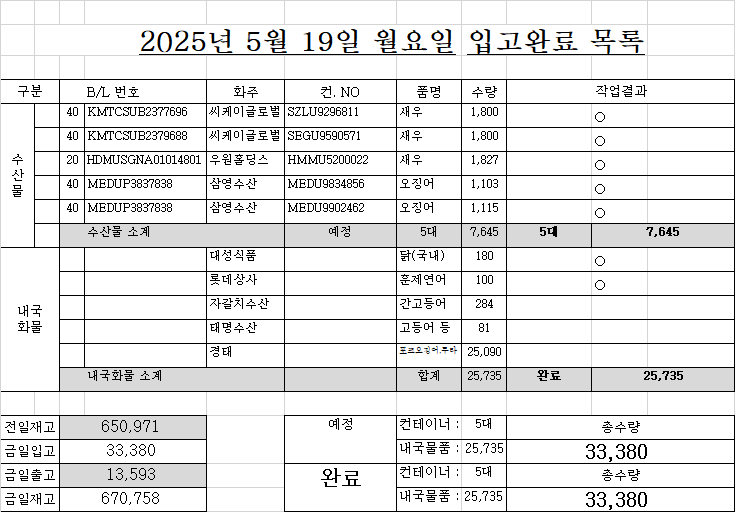 2025년 5월 19일 월요일 입고완료 목록
구분 B/L 번호 화주 컨. NO 품명 수량 작업결과
수산물
40 KMTCSUB2377696 씨케이글로벌 SZLU9296811 새우 1,800 ○
40 KMTCSUB2379688 씨케이글로벌 SEGU9590571 새우 1,800 ○
20 HDMUSGNA01014801 우원홀딩스 HMMU5200022 새우 1,827 ○
40 MEDUP3837838 삼영수산 MEDU9834856 오징어 1,103 ○
40 MEDUP3837838 삼영수산 MEDU9902462 오징어 1,115 ○
수산물 소계 예정 5대 7,645 5대 7,645
내국화물
대성식품 닭(국내) 180 ○
롯데상사 훈제연어 100 ○
자갈치수산 간고등어 284
태명수산 고등어 등 81
경태 25,090
내국화물 소계 합계 25,735 완료 25,735
전일재고 650,971 예정 컨테이너 : 5대 총수량
금일입고 33,380 내국물품 : 25,735 33,380
금일출고 13,593 완료 컨테이너 : 5대 총수량
금일재고 670,758 내국물품 : 25,735 33,380